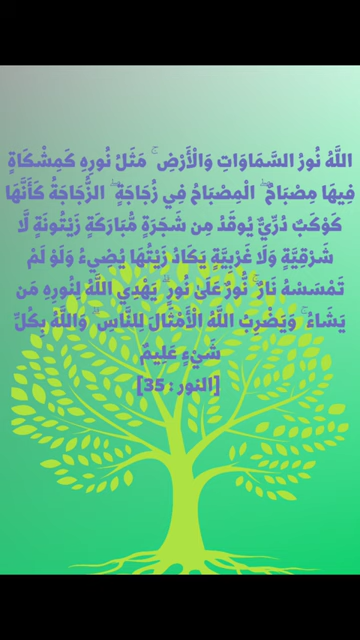 اللَّهُ نُورُ السَّمَاوَاتِ وَالْأَرْضِ ۚ مَثَلُ نُورِهِ كَمِشْكَاةٍ
فِيهَا مِصْبَاحٌ ۖ الْمِصْبَاحُ فِي زُجَاجَةٍ ۖ الزُّجَاجَةُ كَأَنَّهَا
كَوْكَبٌ دُرِّيٌّ يُوقَدُ مِن شَجَرَةٍ مُّبَارَكَةٍ زَيْتُونَةٍ لَّا
شَرْقِيَّةٍ وَلَا غَرْبِيَّةٍ يَكَادُ زَيْتُهَا يُضِيءُ وَلَوْ لَمْ
تَمْسَسْهُ نَارٌ ۚ نُّورٌ عَلَىٰ نُورٍ ۗ يَهْدِي اللَّهُ لِنُورِهِ مَن
يَشَاءُ ۚ وَيَضْرِبُ اللَّهُ الْأَمْثَالَ لِلنَّاسِ ۗ وَاللَّهُ بِكُلِّ
شَيْءٍ عَلِيمٌ
[النور : 35]